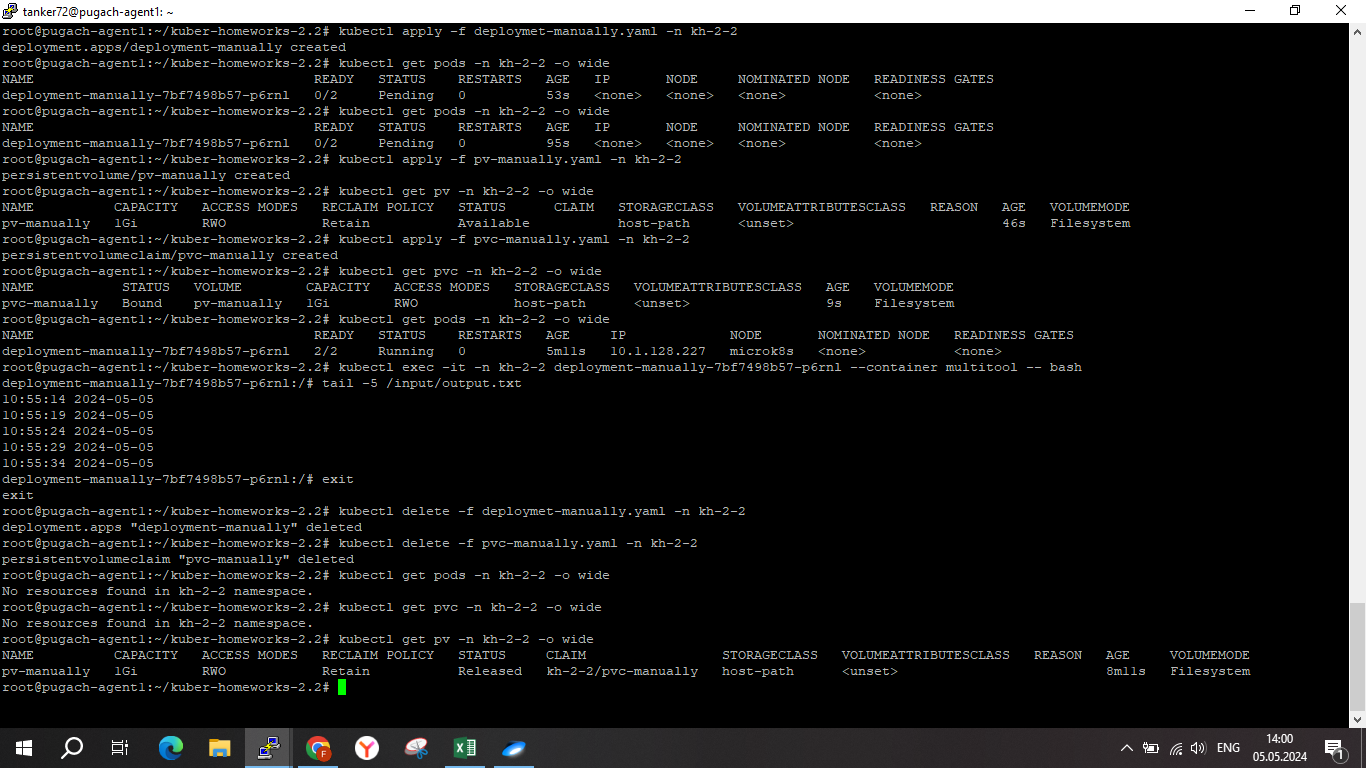 tanker72@pugach-agent1: ~
root@pugach-agent1:~/kuber-homeworks-2.2# kubectl apply -f deploymet-manually.yaml -n kh-2-2
deployment.apps/deployment-manually created
root@pugach-agent1:~/kuber-homeworks-2.2# kubectl get pods -n kh-2-2 -o wide
NAME READY STATUS RESTARTS AGE IP NODE NOMINATED NODE READINESS GATES
deployment-manually-7bf7498b57-p6rnl 0/2 Pending 0 53s <none> <none> <none> <none>
root@pugach-agent1:~/kuber-homeworks-2.2# kubectl get pods -n kh-2-2 -o wide
NAME READY STATUS RESTARTS AGE IP NODE NOMINATED NODE READINESS GATES
deployment-manually-7bf7498b57-p6rnl 0/2 Pending 0 95s <none> <none> <none> <none>
root@pugach-agent1:~/kuber-homeworks-2.2# kubectl apply -f pv-manually.yaml -n kh-2-2
persistentvolume/pv-manually created
root@pugach-agent1:~/kuber-homeworks-2.2# kubectl get pv -n kh-2-2 -o wide
NAME CAPACITY ACCESS MODES RECLAIM POLICY STATUS CLAIM STORAGECLASS VOLUMEATTRIBUTESCLASS REASON AGE VOLUMEMODE
pv-manually 1Gi RWO Retain Available host-path <unset> 46s Filesystem
root@pugach-agent1:~/kuber-homeworks-2.2# kubectl apply -f pvc-manually.yaml -n kh-2-2
persistentvolumeclaim/pvc-manually created
root@pugach-agent1:~/kuber-homeworks-2.2# kubectl get pvc -n kh-2-2 -o wide
NAME STATUS VOLUME CAPACITY ACCESS MODES STORAGECLASS VOLUMEATTRIBUTESCLASS AGE VOLUMEMODE
pvc-manually Bound pv-manually 1Gi RWO host-path <unset> 9s Filesystem
root@pugach-agent1:~/kuber-homeworks-2.2# kubectl get pods -n kh-2-2 -o wide
NAME READY STATUS RESTARTS AGE IP NODE NOMINATED NODE READINESS GATES
deployment-manually-7bf7498b57-p6rnl 2/2 Running 0 5m11s 10.1.128.227 microk8s <none> <none>
root@pugach-agent1:~/kuber-homeworks-2.2# kubectl exec -it -n kh-2-2 deployment-manually-7bf7498b57-p6rnl --container multitool -- bash
deployment-manually-7bf7498b57-p6rnl:/# tail -5 /input/output.txt
10:55:14 2024-05-05
10:55:19 2024-05-05
10:55:24 2024-05-05
10:55:29 2024-05-05
10:55:34 2024-05-05
deployment-manually-7bf7498b57-p6rnl:/# exit
exit
root@pugach-agent1:~/kuber-homeworks-2.2# kubectl delete -f deploymet-manually.yaml -n kh-2-2
deployment.apps "deployment-manually" deleted
root@pugach-agent1:~/kuber-homeworks-2.2# kubectl delete -f pvc-manually.yaml -n kh-2-2
persistentvolumeclaim "pvc-manually" deleted
root@pugach-agent1:~/kuber-homeworks-2.2# kubectl get pods -n kh-2-2 -o wide
No resources found in kh-2-2 namespace.
root@pugach-agent1:~/kuber-homeworks-2.2# kubectl get pvc -n kh-2-2 -o wide
No resources found in kh-2-2 namespace.
root@pugach-agent1:~/kuber-homeworks-2.2# kubectl get pv -n kh-2-2 -o wide
NAME CAPACITY ACCESS MODES RECLAIM POLICY STATUS CLAIM STORAGECLASS VOLUMEATTRIBUTESCLASS REASON AGE VOLUMEMODE
pv-manually 1Gi RWO Retain Released kh-2-2/pvc-manually host-path <unset> 8m11s Filesystem
root@pugach-agent1:~/kuber-homeworks-2.2#
ENG
14:00
05.05.2024
1